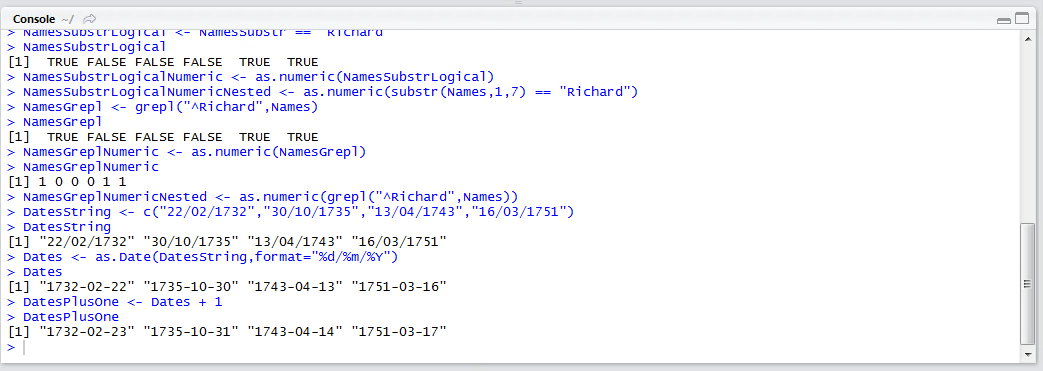 Console ~/
> NamesSubstrLogical <- NamesSubstr == "Richard"
> NamesSubstrLogical
[1]  TRUE FALSE FALSE FALSE  TRUE  TRUE
> NamesSubstrLogicalNumeric <- as.numeric(NamesSubstrLogical)
> NamesSubstrLogicalNumericNested <- as.numeric(substr(Names,1,7) == "Richard")
> NamesGrepl <- grepl("^Richard",Names)
> NamesGrepl
[1]  TRUE FALSE FALSE FALSE  TRUE  TRUE
> NamesGreplNumeric <- as.numeric(NamesGrepl)
> NamesGreplNumeric
[1] 1 0 0 0 1 1
> NamesGreplNumericNested <- as.numeric(grepl("^Richard",Names))
> DatesString <- c("22/02/1732","30/10/1735","13/04/1743","16/03/1751")
> DatesString
[1] "22/02/1732" "30/10/1735" "13/04/1743" "16/03/1751"
> Dates <- as.Date(DatesString,format="%d/%m/%Y")
> Dates
[1] "1732-02-22" "1735-10-30" "1743-04-13" "1751-03-16"
> DatesPlusOne <- Dates + 1
> DatesPlusOne
[1] "1732-02-23" "1735-10-31" "1743-04-14" "1751-03-17"
>